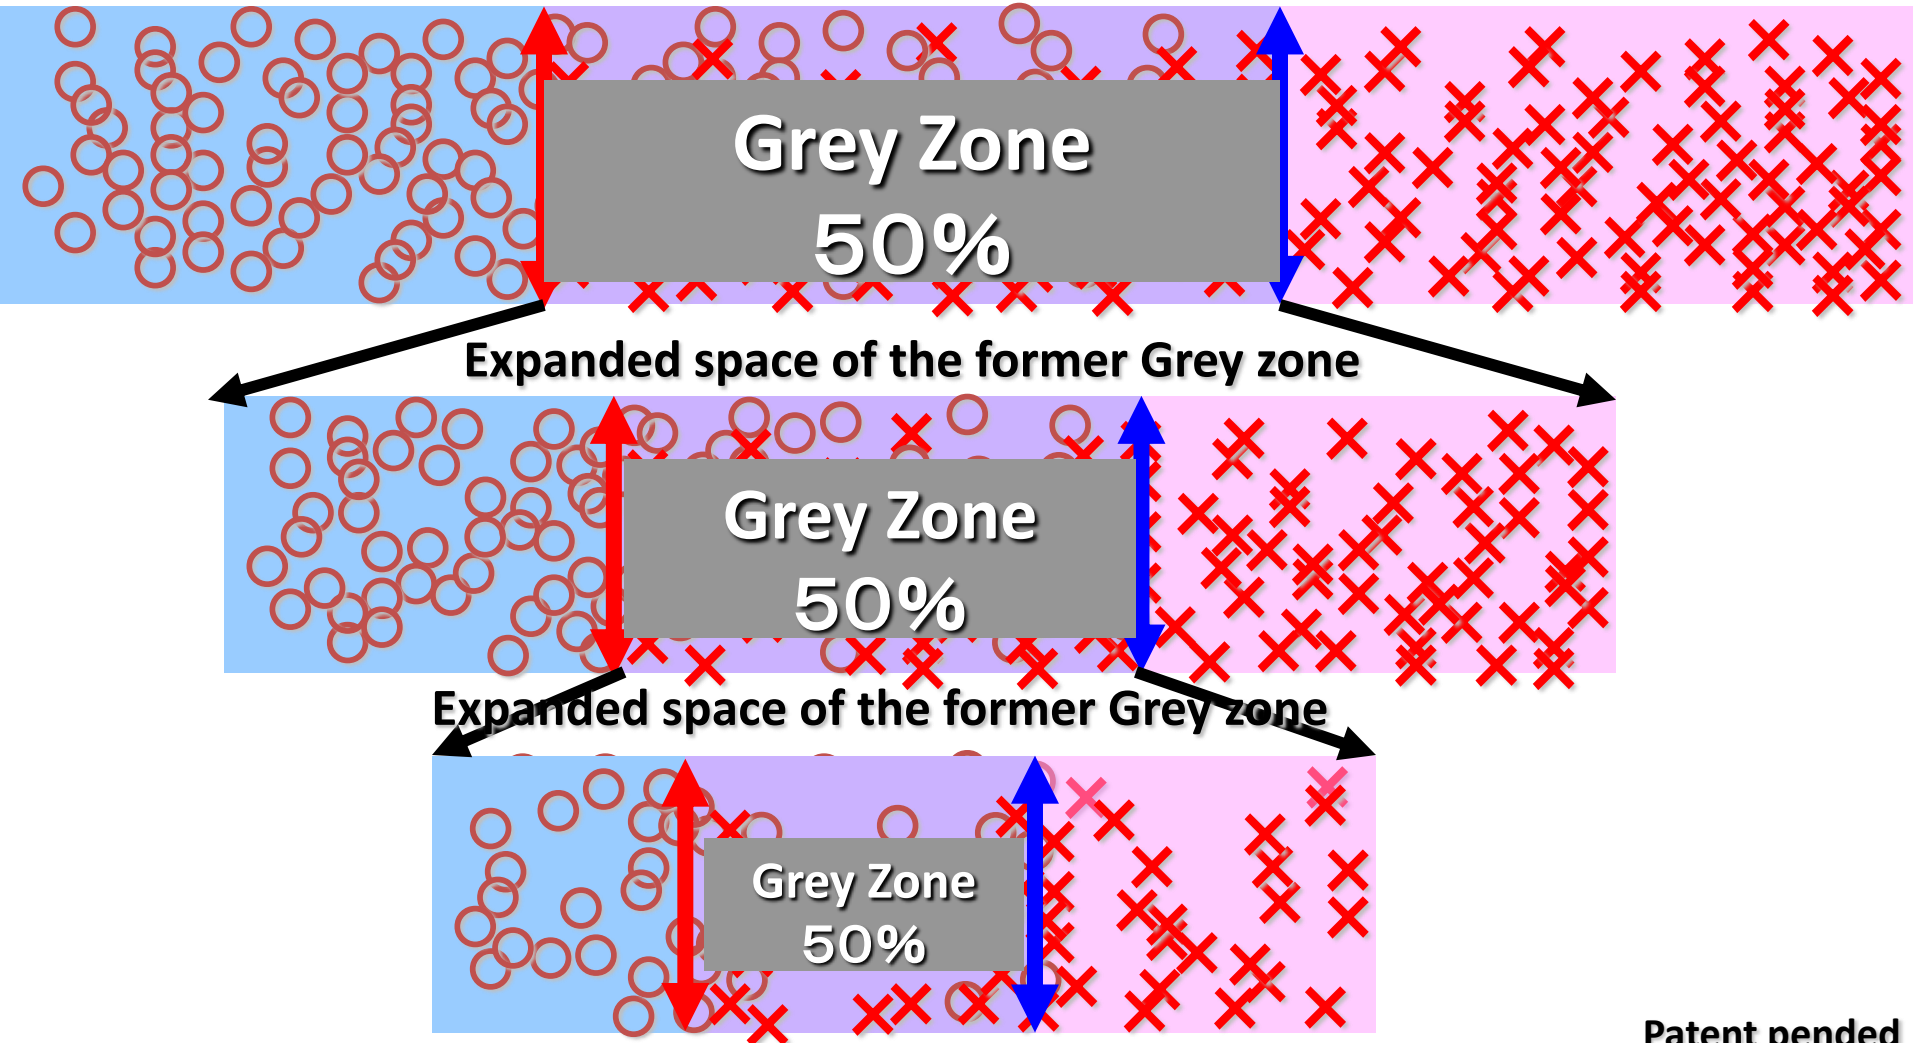 Grey Zone
50%
Expanded space of the former Grey zone
Grey Zone
50%
Expanded space of the former Grey zone
Grey Zone
50%
Patent pended